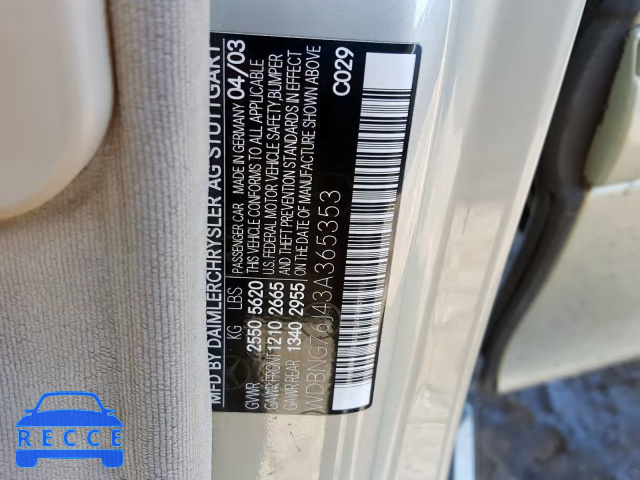 MFD BY DAIMLERCHRYSLER AG STUTTGART
KG LBS PASSENGER CAR MADE IN GERMANY 04/03
GVWR 2550 5620 THIS VEHICLE CONFORMS TO ALL APPLICABLE
GAWR FRONT 1210 2665 U.S. FEDERAL MOTOR VEHICLE SAFETY, BUMPER
GAWR REAR 1340 2955 AND THEFT PREVENTION STANDARDS IN EFFECT
ON THE DATE OF MANUFACTURE SHOWN ABOVE
WDBNG76J43A365353
C029
RECCE